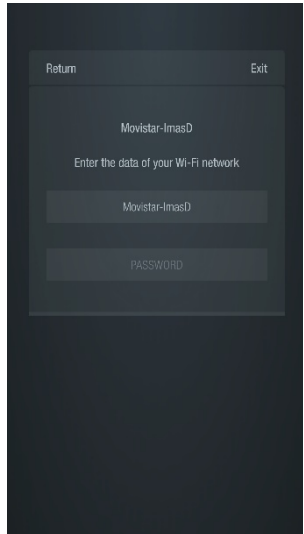 Return Exit
Movistar-ImasD
Enter the data of your Wi-Fi network
Movistar-ImasD
PASSWORD